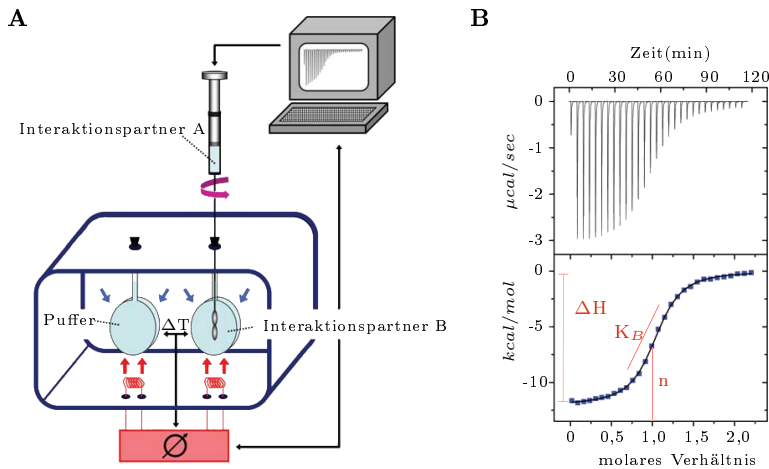 A
Interaktionspartner A
Puffer
ΔT
Interaktionspartner B
B
Zeit(min)
0 30 60 90 120
0
-1
-2
-3
μcal/sec
0
-5
-10
kcal/mol
ΔH
K_B
n
0 0,5 1,0 1,5 2,0
molares Verhältnis